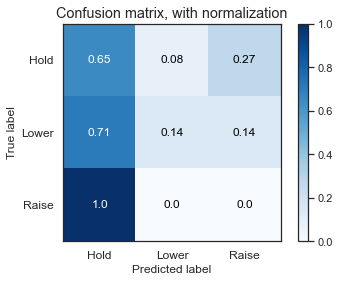 Confusion matrix, with normalization
True label
Hold 0.65 0.08 0.27
Lower 0.71 0.14 0.14
Raise 1.0 0.0 0.0
Hold Lower Raise
Predicted label
1.0
0.8
0.6
0.4
0.2
0.0